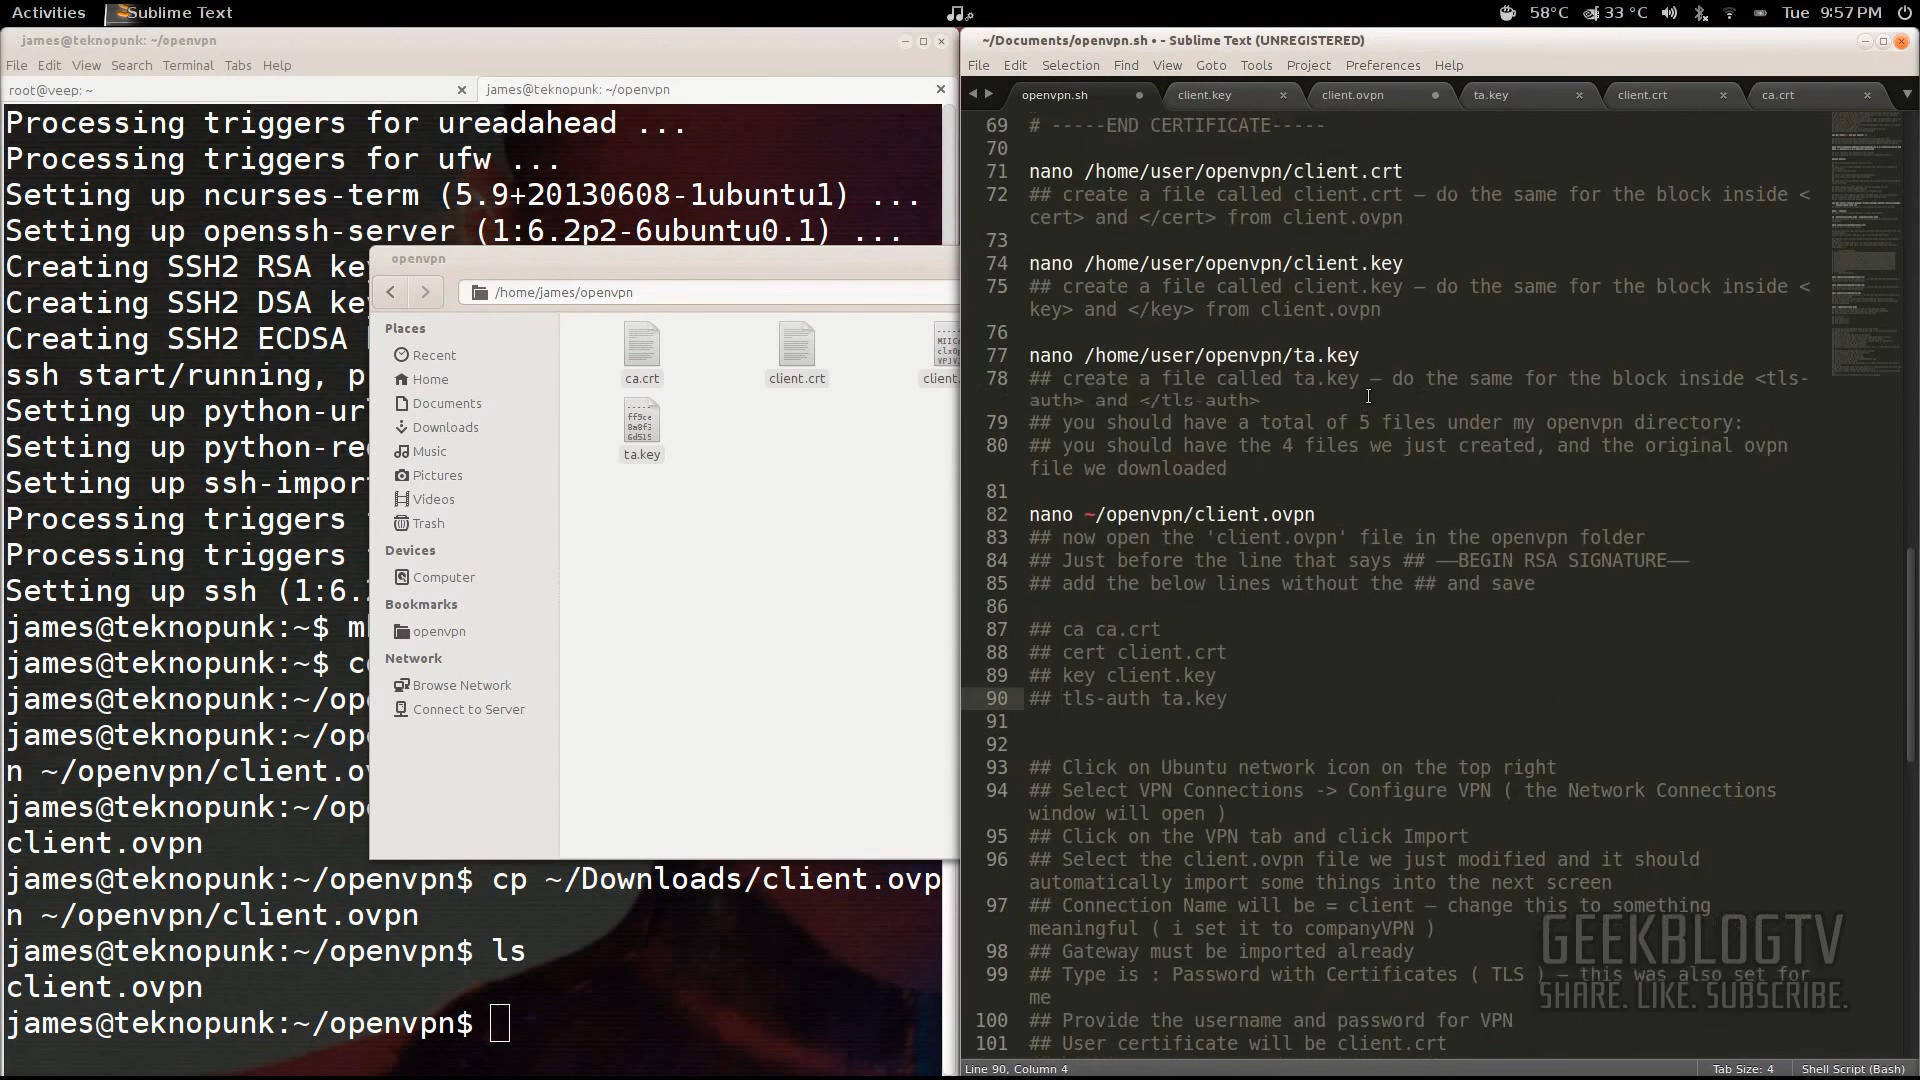 Activities
Sublime Text
58°C
33 °C
Tue 9:57PM
james@teknopunk: ~/openvpn
File Edit View Search Terminal Tabs Help
root@veep: ~
james@teknopunk: ~/openvpn
Processing triggers for ureadahead ...
Processing triggers for ufw ...
Setting up ncurses-term (5.9+20130608-1ubuntu1) ...
Setting up openssh-server (1:6.2p2-6ubuntu0.1) ...
Creating SSH2 RSA ke
Creating SSH2 DSA ke
Creating SSH2 ECDSA
ssh start/running, p
Setting up python-ur
Setting up python-re
Setting up ssh-impor
Processing triggers
Processing triggers
Setting up ssh (1:6.
james@teknopunk:~$ m
james@teknopunk:~$ c
james@teknopunk:~/op
james@teknopunk:~/op
n ~/openvpn/client.ov
james@teknopunk:~/op
client.ovpn
james@teknopunk:~/openvpn$ cp ~/Downloads/client.ovp
n ~/openvpn/client.ovpn
james@teknopunk:~/openvpn$ ls
client.ovpn
james@teknopunk:~/openvpn$
openvpn
/home/james/openvpn
Places
Recent
Home
Documents
Downloads
Music
Pictures
Videos
Trash
Devices
Computer
Bookmarks
openvpn
Network
Browse Network
Connect to Server
ca.crt
client.crt
client.
ta.key
~/Documents/openvpn.sh • - Sublime Text (UNREGISTERED)
File Edit Selection Find View Goto Tools Project Preferences Help
openvpn.sh
client.key
client.ovpn
ta.key
client.crt
ca.crt
69 # -----END CERTIFICATE-----
70
71 nano /home/user/openvpn/client.crt
72 ## create a file called client.crt – do the same for the block inside <
cert> and </cert> from client.ovpn
73
74 nano /home/user/openvpn/client.key
75 ## create a file called client.key – do the same for the block inside <
key> and </key> from client.ovpn
76
77 nano /home/user/openvpn/ta.key
78 ## create a file called ta.key – do the same for the block inside <tls-
auth> and </tls-auth>
79 ## you should have a total of 5 files under my openvpn directory:
80 ## you should have the 4 files we just created, and the original ovpn
file we downloaded
81
82 nano ~/openvpn/client.ovpn
83 ## now open the 'client.ovpn' file in the openvpn folder
84 ## Just before the line that says ## —–BEGIN RSA SIGNATURE—–
85 ## add the below lines without the ## and save
86
87 ## ca ca.crt
88 ## cert client.crt
89 ## key client.key
90 ## tls-auth ta.key
91
92
93 ## Click on Ubuntu network icon on the top right
94 ## Select VPN Connections -> Configure VPN ( the Network Connections
window will open )
95 ## Click on the VPN tab and click Import
96 ## Select the client.ovpn file we just modified and it should
automatically import some things into the next screen
97 ## Connection Name will be = client – change this to something
meaningful ( i set it to companyVPN )
98 ## Gateway must be imported already
99 ## Type is : Password with Certificates ( TLS ) – this was also set for
me
100 ## Provide the username and password for VPN
101 ## User certificate will be client.crt
GEEKBLOGTV
SHARE. LIKE. SUBSCRIBE.
Line 90, Column 4
Tab Size: 4
Shell Script (Bash)